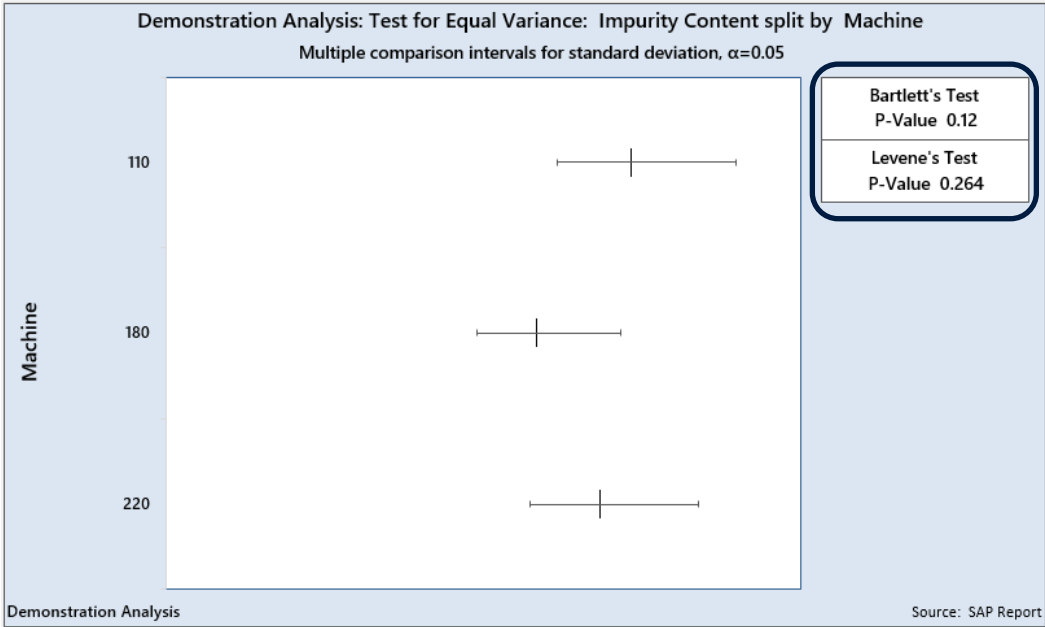 Demonstration Analysis: Test for Equal Variance: Impurity Content split by Machine
Multiple comparison intervals for standard deviation, α=0.05
Bartlett's Test
P-Value 0.12
Levene's Test
P-Value 0.264
110
180
220
Machine
Demonstration Analysis
Source: SAP Report